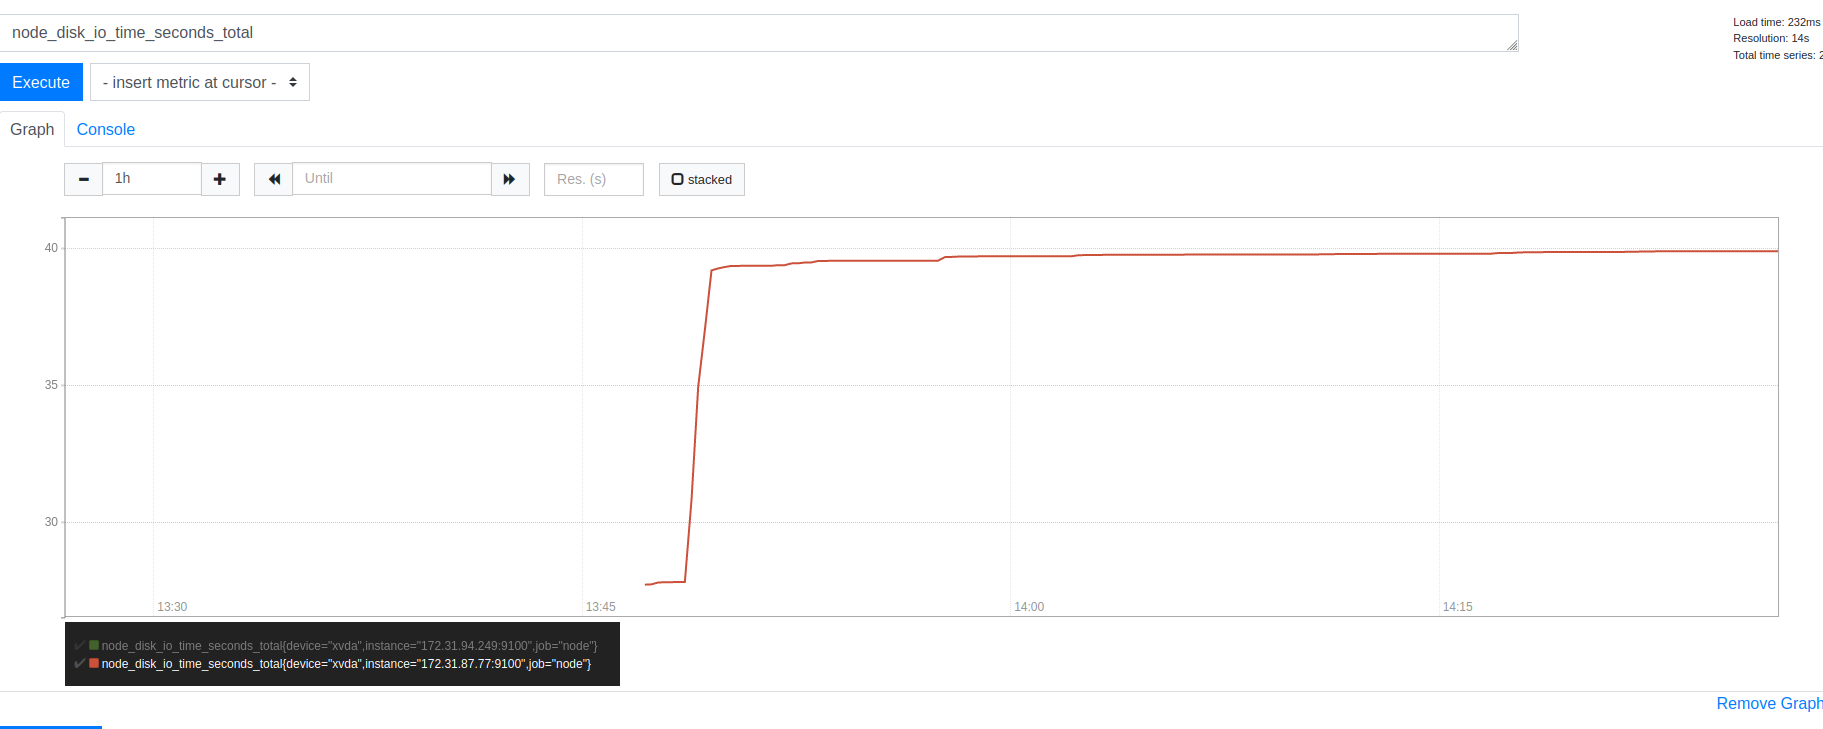 node_disk_io_time_seconds_total
Load time: 232ms
Resolution: 14s
Total time series: 2
Execute
- insert metric at cursor -
Graph
Console
1h
Until
Res. (s)
stacked
40
35
30
13:30
13:45
14:00
14:15
node_disk_io_time_seconds_total{device="xvda",instance="172.31.94.249:9100",job="node"}
node_disk_io_time_seconds_total{device="xvda",instance="172.31.87.77:9100",job="node"}
Remove Graph